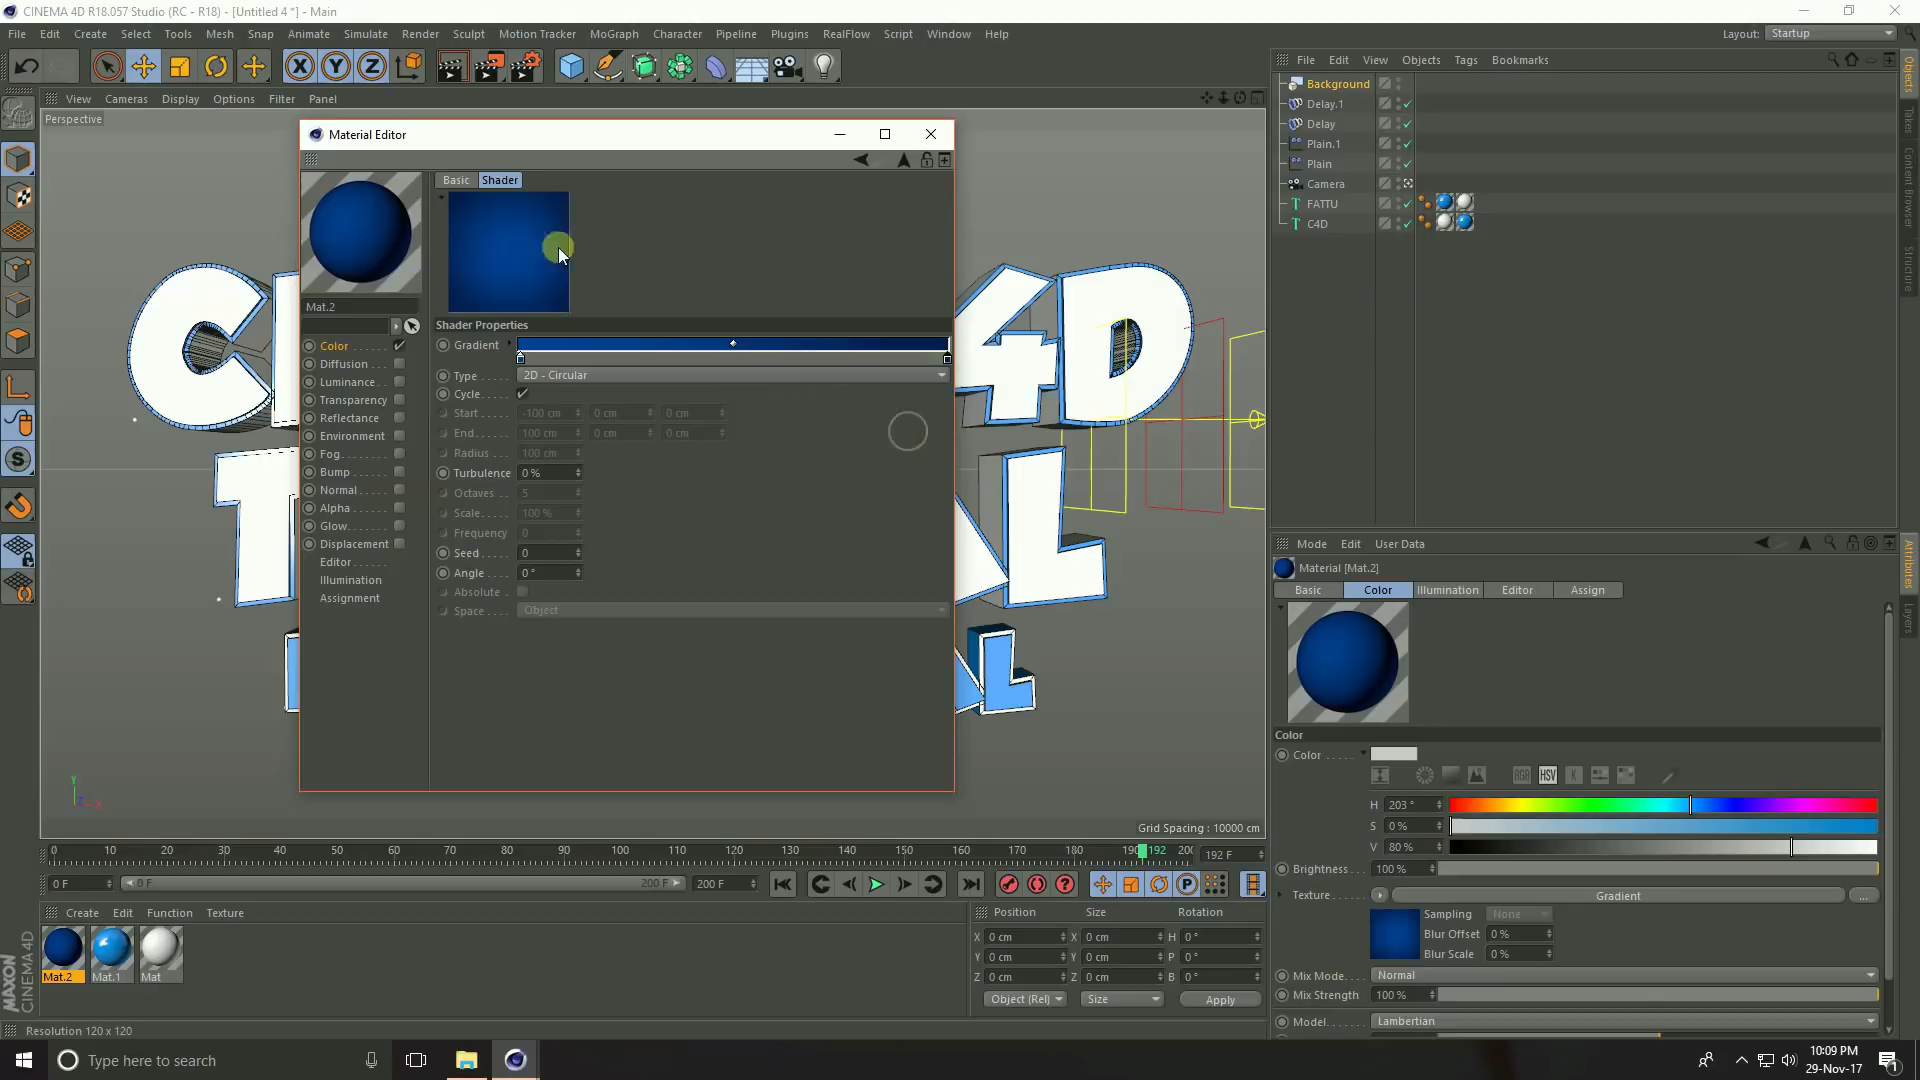 CINEMA 4D R18.057 Studio (RC - R18) - [Untitled 4 *] - Main
File Edit Create Select Tools Mesh Snap Animate Simulate Render Sculpt Motion Tracker MoGraph Character Pipeline Plugins RealFlow Script Window Help
Layout: Startup
View Cameras Display Options Filter Panel
Perspective
File Edit View Objects Tags Bookmarks
Background
Delay.1
Delay
Plain.1
Plain
Camera
FATTU
C4D
Objects
Takes
Content Browser
Structure
Material Editor
Basic Shader
Mat.2
Shader Properties
Color
Diffusion
Luminance
Transparency
Reflectance
Environment
Fog
Bump
Normal
Alpha
Glow
Displacement
Editor
Illumination
Assignment
Gradient
Type 2D - Circular
Cycle
Start -100 cm 0 cm 0 cm
End 100 cm 0 cm 0 cm
Radius 100 cm
Turbulence 0 %
Octaves 5
Scale 100 %
Frequency 0
Seed 0
Angle 0 °
Absolute
Space Object
C
4D
T
L
L
Y
X
Grid Spacing : 10000 cm
Mode Edit User Data
Material [Mat.2]
Basic Color Illumination Editor Assign
Attributes
Layers
Color
Color
RGB HSV K
H 203 °
S 0 %
V 80 %
Brightness 100 %
Texture Gradient ...
Sampling None
Blur Offset 0 %
Blur Scale 0 %
Mix Mode Normal
Mix Strength 100 %
Model Lambertian
0 10 20 30 40 50 60 70 80 90 100 110 120 130 140 150 160 170 180 190 192 200
192 F
0 F 0 F 200 F 200 F
Create Edit Function Texture
Mat.2 Mat.1 Mat
Position Size Rotation
X 0 cm X 0 cm H 0 °
Y 0 cm Y 0 cm P 0 °
Z 0 cm Z 0 cm B 0 °
Object (Rel) Size Apply
MAXON
CINEMA 4D
Resolution 120 x 120
Type here to search
10:09 PM
29-Nov-17
1